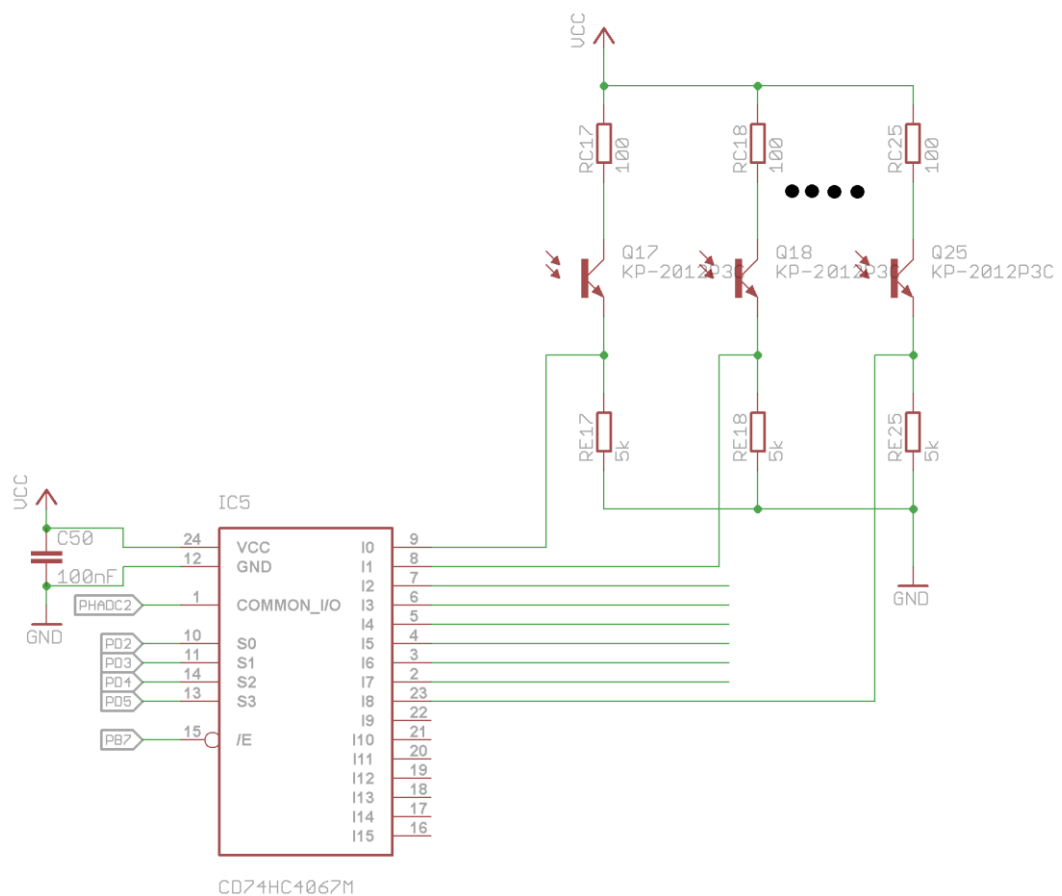 VCC
RC17
100
RC18
100
RC25
100
Q17
KP-2012P3C
Q18
KP-2012P3C
Q25
KP-2012P3C
RE17
5k
RE18
5k
RE25
5k
GND
VCC
C50
100nF
GND
IC5
24 VCC I0 9
12 GND I1 8
I2 7
PHADC2 1 COMMON_I/O I3 6
I4 5
PD2 10 S0 I5 4
PD3 11 S1 I6 3
PD4 14 S2 I7 2
PD5 13 S3 I8 23
I9 22
PB7 15 /E I10 21
I11 20
I12 19
I13 18
I14 17
I15 16
CD74HC4067M